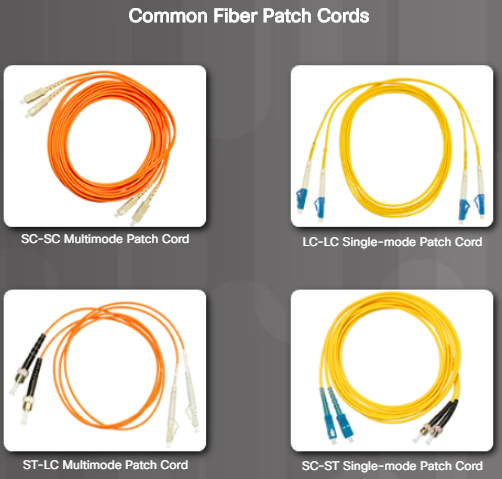 Common Fiber Patch Cords
SC-SC Multimode Patch Cord
LC-LC Single-mode Patch Cord
ST-LC Multimode Patch Cord
SC-ST Single-mode Patch Cord